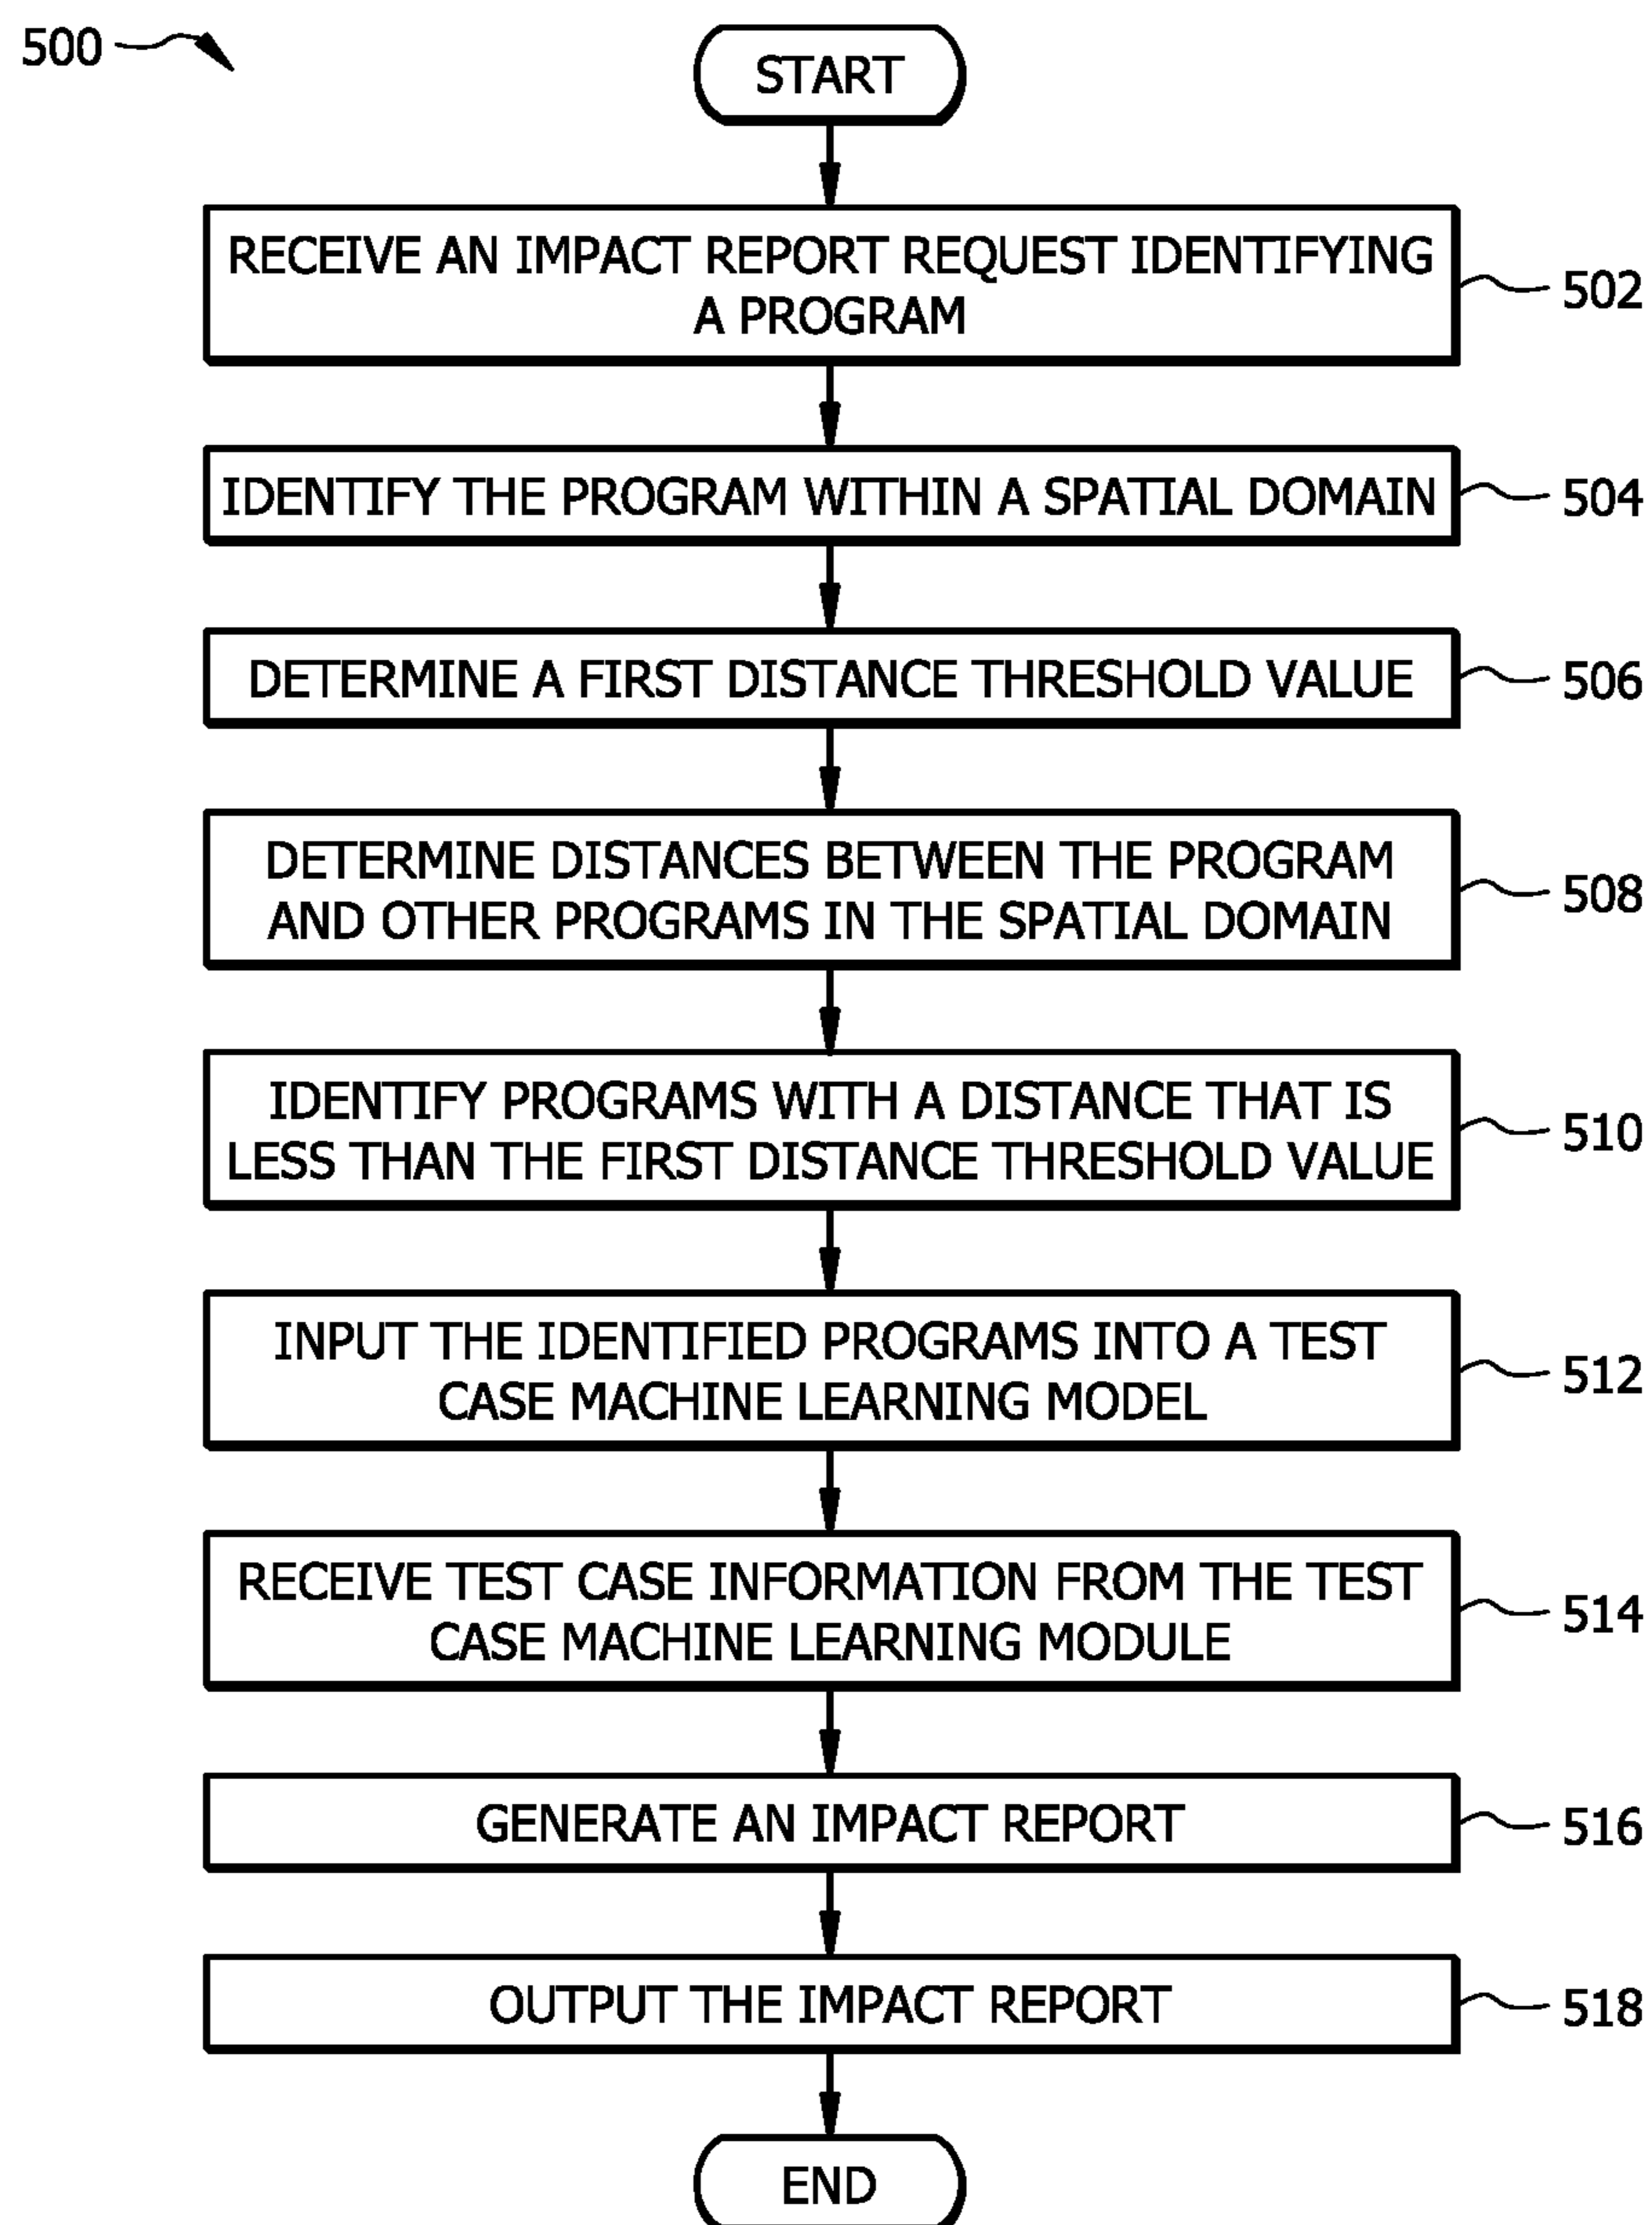 500
START
RECEIVE AN IMPACT REPORT REQUEST IDENTIFYING
A PROGRAM
502
IDENTIFY THE PROGRAM WITHIN A SPATIAL DOMAIN
504
DETERMINE A FIRST DISTANCE THRESHOLD VALUE
506
DETERMINE DISTANCES BETWEEN THE PROGRAM
AND OTHER PROGRAMS IN THE SPATIAL DOMAIN
508
IDENTIFY PROGRAMS WITH A DISTANCE THAT IS
LESS THAN THE FIRST DISTANCE THRESHOLD VALUE
510
INPUT THE IDENTIFIED PROGRAMS INTO A TEST
CASE MACHINE LEARNING MODEL
512
RECEIVE TEST CASE INFORMATION FROM THE TEST
CASE MACHINE LEARNING MODULE
514
GENERATE AN IMPACT REPORT
516
OUTPUT THE IMPACT REPORT
518
END